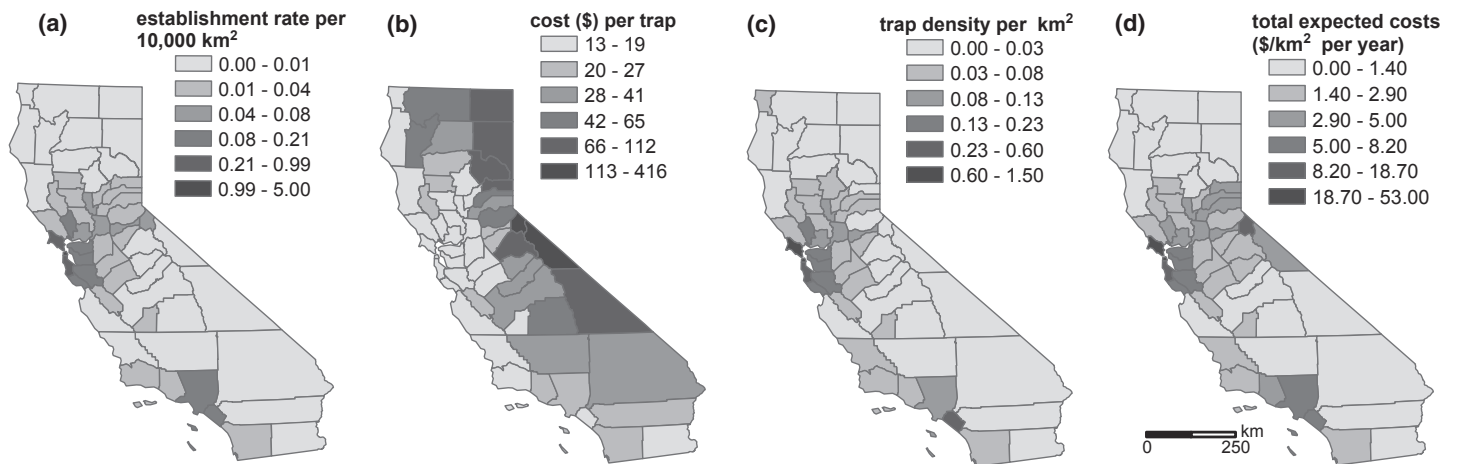 (a)
establishment rate per
10,000 km²
0.00 - 0.01
0.01 - 0.04
0.04 - 0.08
0.08 - 0.21
0.21 - 0.99
0.99 - 5.00
(b)
cost ($) per trap
13 - 19
20 - 27
28 - 41
42 - 65
66 - 112
113 - 416
(c)
trap density per km²
0.00 - 0.03
0.03 - 0.08
0.08 - 0.13
0.13 - 0.23
0.23 - 0.60
0.60 - 1.50
(d)
total expected costs
($/km² per year)
0.00 - 1.40
1.40 - 2.90
2.90 - 5.00
5.00 - 8.20
8.20 - 18.70
18.70 - 53.00
km
0 250